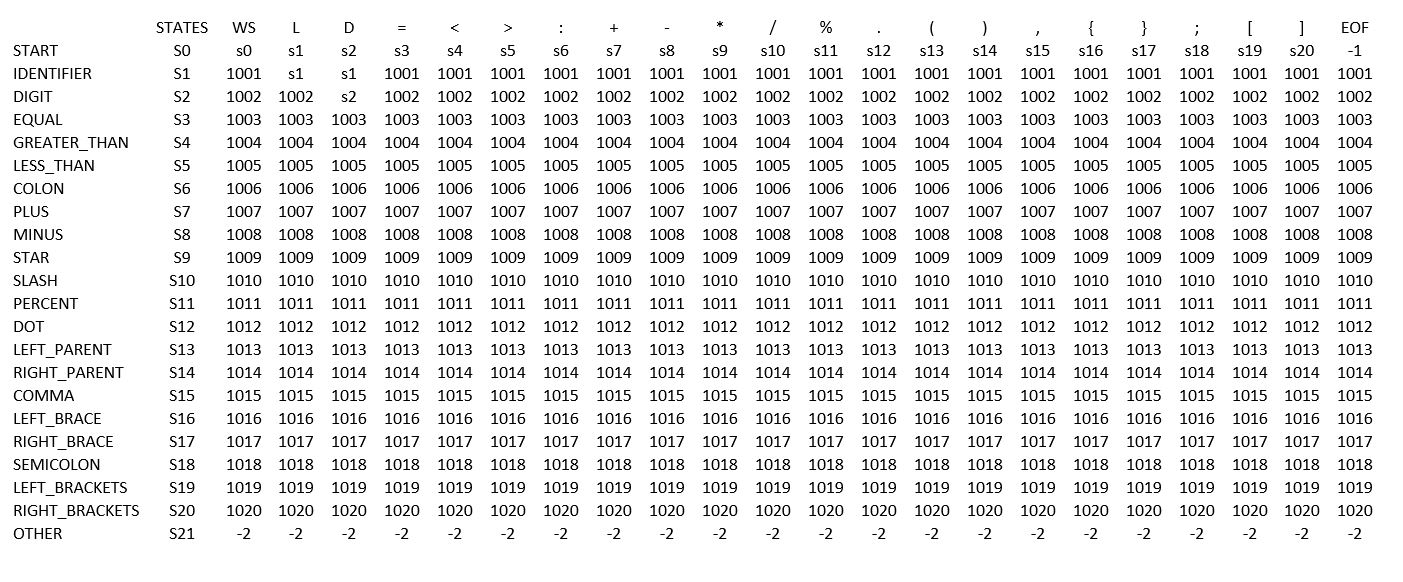 STATES WS L D = < > : + - * / % . ( ) , { } ; [ ] EOF
START S0 s0 s1 s2 s3 s4 s5 s6 s7 s8 s9 s10 s11 s12 s13 s14 s15 s16 s17 s18 s19 s20 -1
IDENTIFIER S1 1001 s1 s1 1001 1001 1001 1001 1001 1001 1001 1001 1001 1001 1001 1001 1001 1001 1001 1001 1001 1001 1001
DIGIT S2 1002 1002 s2 1002 1002 1002 1002 1002 1002 1002 1002 1002 1002 1002 1002 1002 1002 1002 1002 1002 1002 1002
EQUAL S3 1003 1003 1003 1003 1003 1003 1003 1003 1003 1003 1003 1003 1003 1003 1003 1003 1003 1003 1003 1003 1003 1003
GREATER_THAN S4 1004 1004 1004 1004 1004 1004 1004 1004 1004 1004 1004 1004 1004 1004 1004 1004 1004 1004 1004 1004 1004 1004
LESS_THAN S5 1005 1005 1005 1005 1005 1005 1005 1005 1005 1005 1005 1005 1005 1005 1005 1005 1005 1005 1005 1005 1005 1005
COLON S6 1006 1006 1006 1006 1006 1006 1006 1006 1006 1006 1006 1006 1006 1006 1006 1006 1006 1006 1006 1006 1006 1006
PLUS S7 1007 1007 1007 1007 1007 1007 1007 1007 1007 1007 1007 1007 1007 1007 1007 1007 1007 1007 1007 1007 1007 1007
MINUS S8 1008 1008 1008 1008 1008 1008 1008 1008 1008 1008 1008 1008 1008 1008 1008 1008 1008 1008 1008 1008 1008 1008
STAR S9 1009 1009 1009 1009 1009 1009 1009 1009 1009 1009 1009 1009 1009 1009 1009 1009 1009 1009 1009 1009 1009 1009
SLASH S10 1010 1010 1010 1010 1010 1010 1010 1010 1010 1010 1010 1010 1010 1010 1010 1010 1010 1010 1010 1010 1010 1010
PERCENT S11 1011 1011 1011 1011 1011 1011 1011 1011 1011 1011 1011 1011 1011 1011 1011 1011 1011 1011 1011 1011 1011 1011
DOT S12 1012 1012 1012 1012 1012 1012 1012 1012 1012 1012 1012 1012 1012 1012 1012 1012 1012 1012 1012 1012 1012 1012
LEFT_PARENT S13 1013 1013 1013 1013 1013 1013 1013 1013 1013 1013 1013 1013 1013 1013 1013 1013 1013 1013 1013 1013 1013 1013
RIGHT_PARENT S14 1014 1014 1014 1014 1014 1014 1014 1014 1014 1014 1014 1014 1014 1014 1014 1014 1014 1014 1014 1014 1014 1014
COMMA S15 1015 1015 1015 1015 1015 1015 1015 1015 1015 1015 1015 1015 1015 1015 1015 1015 1015 1015 1015 1015 1015 1015
LEFT_BRACE S16 1016 1016 1016 1016 1016 1016 1016 1016 1016 1016 1016 1016 1016 1016 1016 1016 1016 1016 1016 1016 1016 1016
RIGHT_BRACE S17 1017 1017 1017 1017 1017 1017 1017 1017 1017 1017 1017 1017 1017 1017 1017 1017 1017 1017 1017 1017 1017 1017
SEMICOLON S18 1018 1018 1018 1018 1018 1018 1018 1018 1018 1018 1018 1018 1018 1018 1018 1018 1018 1018 1018 1018 1018 1018
LEFT_BRACKETS S19 1019 1019 1019 1019 1019 1019 1019 1019 1019 1019 1019 1019 1019 1019 1019 1019 1019 1019 1019 1019 1019 1019
RIGHT_BRACKETS S20 1020 1020 1020 1020 1020 1020 1020 1020 1020 1020 1020 1020 1020 1020 1020 1020 1020 1020 1020 1020 1020 1020
OTHER S21 -2 -2 -2 -2 -2 -2 -2 -2 -2 -2 -2 -2 -2 -2 -2 -2 -2 -2 -2 -2 -2 -2